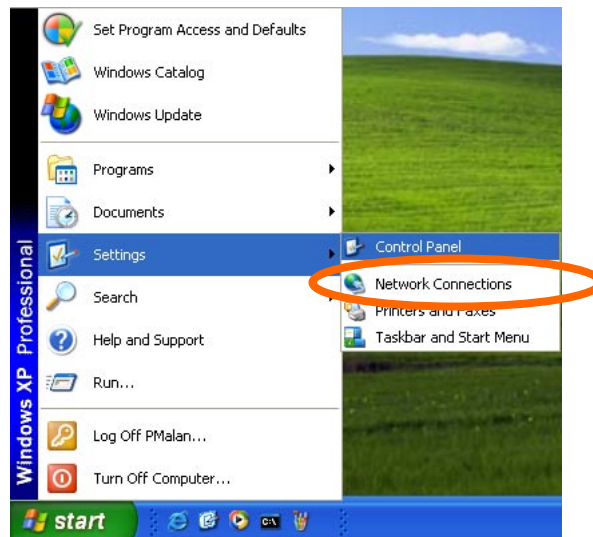 Set Program Access and Defaults
Windows Catalog
Windows Update
Programs
Documents
Settings
Search
Help and Support
Run...
Log Off PMalan...
Turn Off Computer...
Control Panel
Network Connections
Printers and Faxes
Taskbar and Start Menu
Windows XP Professional
start